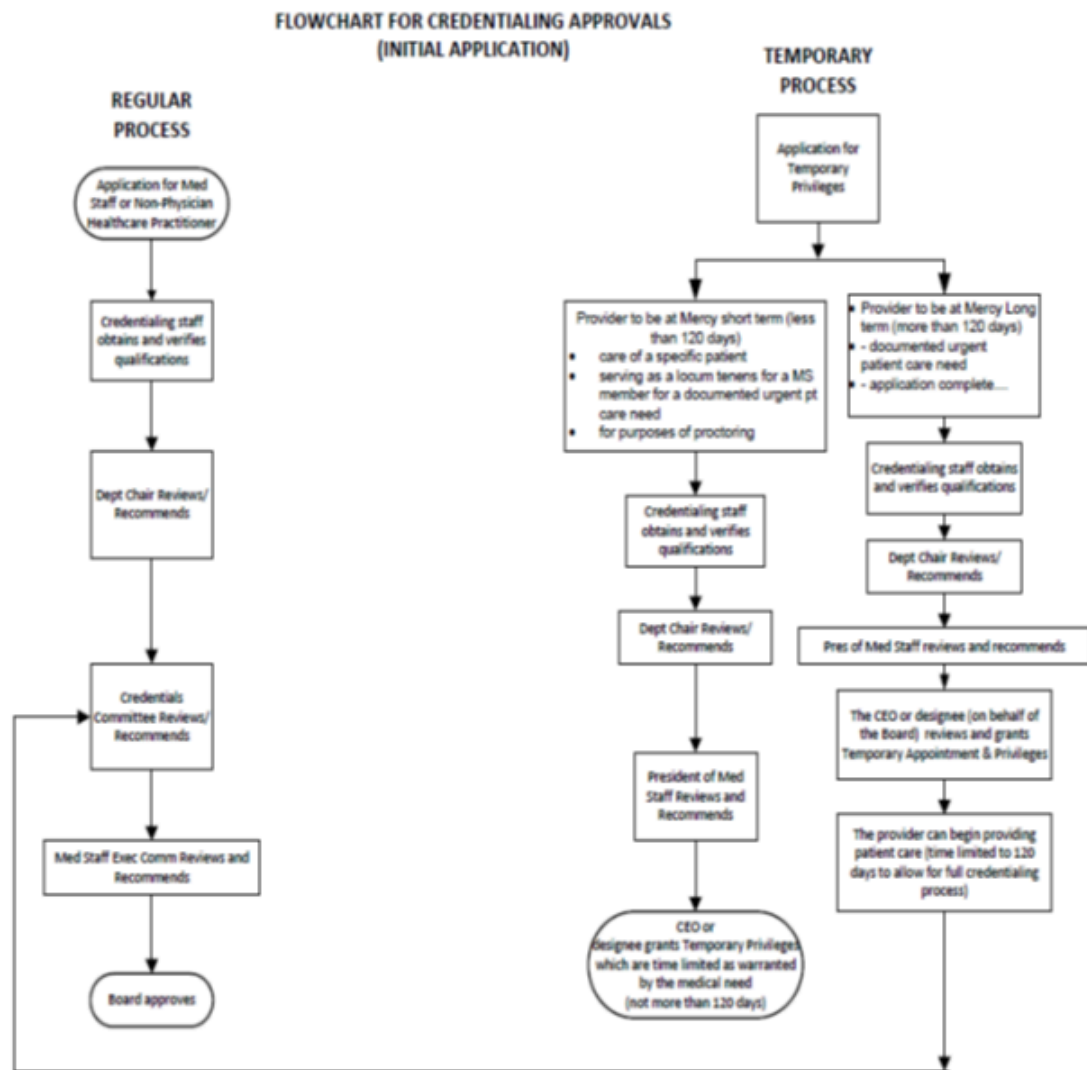 FLOWCHART FOR CREDENTIALING APPROVALS
(INITIAL APPLICATION)
REGULAR
PROCESS
Application for Med
Staff or Non-Physician
Healthcare Practitioner
Credentialing staff
obtains and verifies
qualifications
Dept Chair Reviews/
Recommends
Credentials
Committee Reviews/
Recommends
Med Staff Exec Comm Reviews and
Recommends
Board approves
TEMPORARY
PROCESS
Application for
Temporary
Privileges
Provider to be at Mercy short term (less
than 120 days)
• care of a specific patient
• serving as a locum tenens for a MS
member for a documented urgent pt
care need
• for purposes of proctoring
Credentialing staff
obtains and verifies
qualifications
Dept Chair Reviews/
Recommends
President of Med
Staff Reviews and
Recommends
CEO or
designee grants Temporary Privileges
which are time limited as warranted
by the medical need
(not more than 120 days)
• Provider to be at Mercy Long
term (more than 120 days)
• - documented urgent
patient care need
• - application complete....
Credentialing staff obtains
and verifies qualifications
Dept Chair Reviews/
Recommends
Pres of Med Staff reviews and recommends
The CEO or designee (on behalf of
the Board) reviews and grants
Temporary Appointment & Privileges
The provider can begin providing
patient care (time limited to 120
days to allow for full credentialing
process)